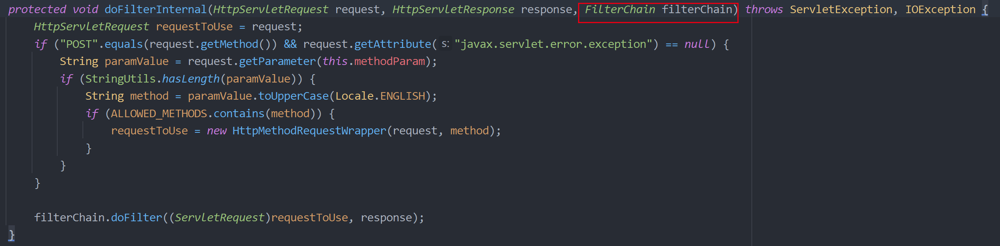 protected void doFilterInternal(HttpServletRequest request, HttpServletResponse response, FilterChain filterChain) throws ServletException, IOException {
    HttpServletRequest requestToUse = request;
    if ("POST".equals(request.getMethod()) && request.getAttribute( s: "javax.servlet.error.exception") == null) {
        String paramValue = request.getParameter(this.methodParam);
        if (StringUtils.hasLength(paramValue)) {
            String method = paramValue.toUpperCase(Locale.ENGLISH);
            if (ALLOWED_METHODS.contains(method)) {
                requestToUse = new HttpMethodRequestWrapper(request, method);
            }
        }
    }

    filterChain.doFilter((ServletRequest)requestToUse, response);
}